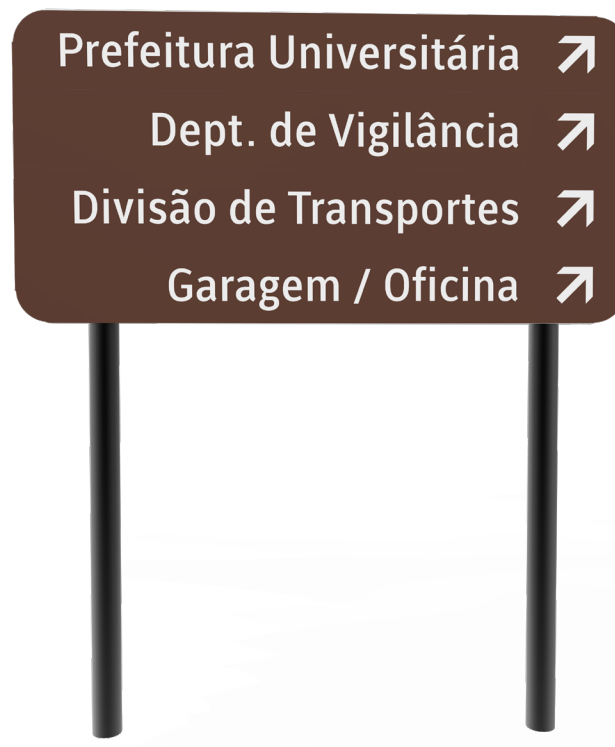 Prefeitura Universitária
Dept. de Vigilância
Divisão de Transportes
Garagem / Oficina